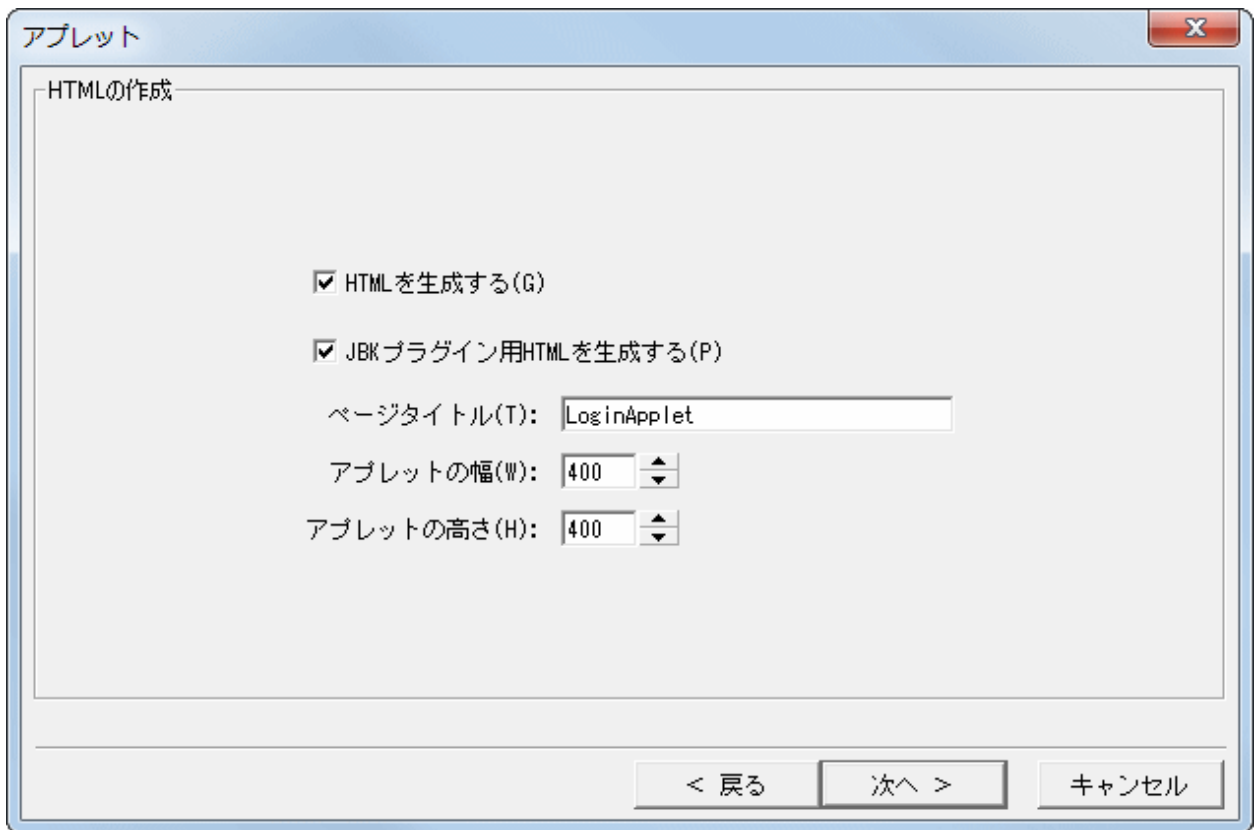 アプレット
HTMLの作成
HTMLを生成する(G)
JBKプラグイン用HTMLを生成する(P)
ページタイトル(T): LoginApplet
アプレットの幅(W): 400
アプレットの高さ(H): 400
< 戻る 次へ > キャンセル